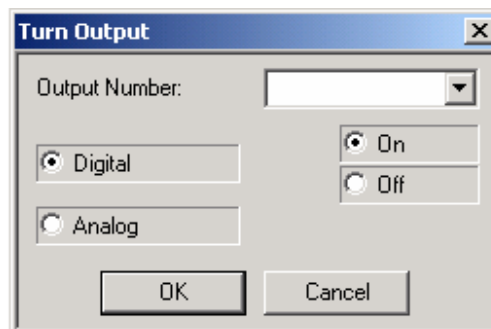 Turn Output
Output Number:
On
Digital
Off
Analog
OK Cancel